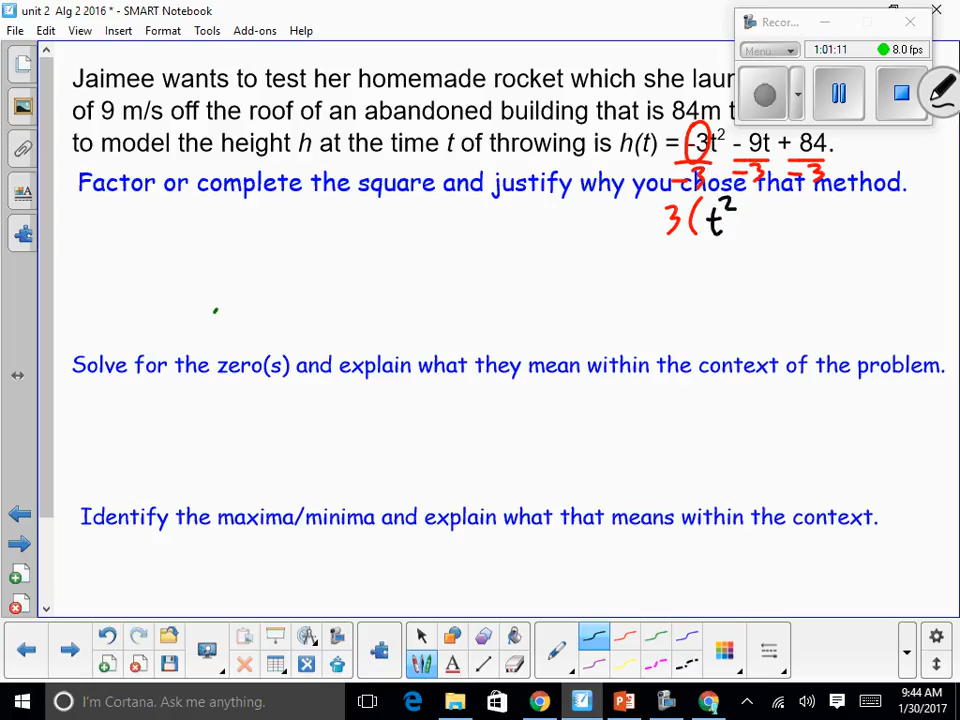 unit 2 Alg 2 2016 * - SMART Notebook
File Edit View Insert Format Tools Add-ons Help
Recor...
Menu
1:01:11 8.0 fps
Jaimee wants to test her homemade rocket which she
of 9 m/s off the roof of an abandoned building that is 84m
to model the height h at the time t of throwing is h(t) = -3t² - 9t + 84.
-3 -3 -3
Factor or complete the square and justify why you chose that method.
3(t²
Solve for the zero(s) and explain what they mean within the context of the problem.
Identify the maxima/minima and explain what that means within the context.
I'm Cortana. Ask me anything.
9:44 AM
1/30/2017